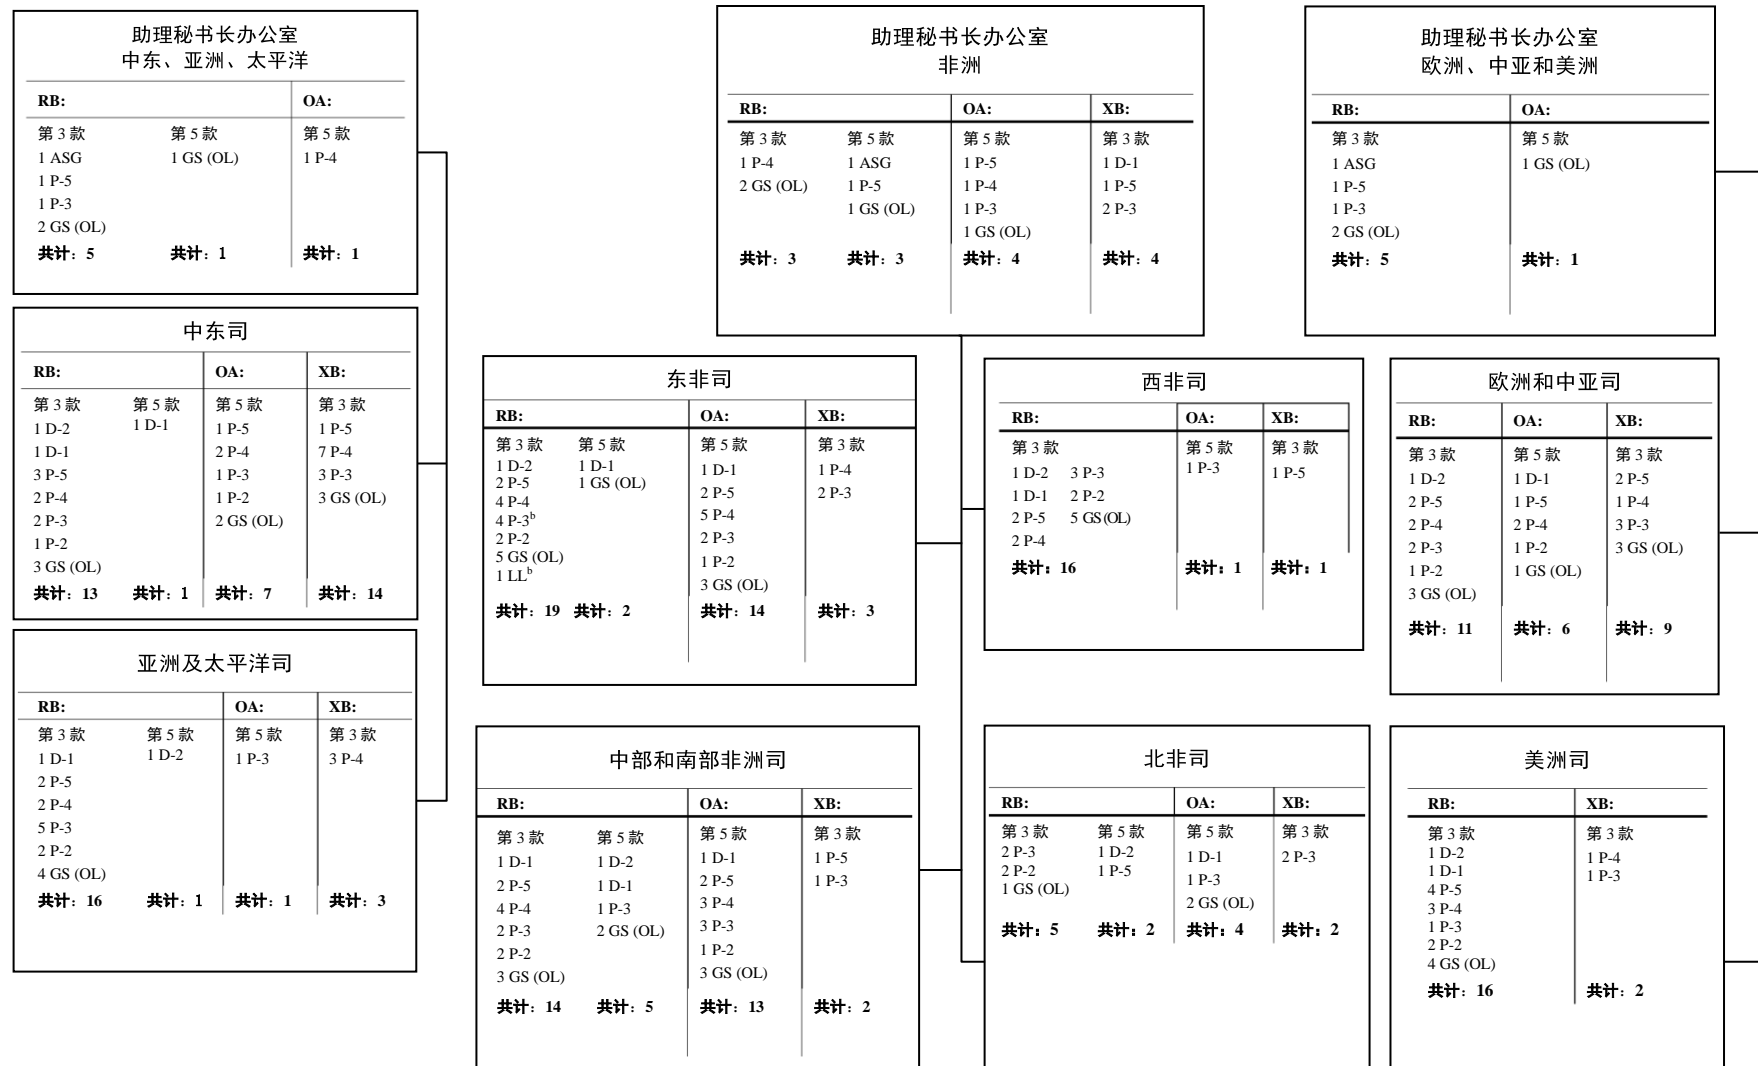 助理秘书长办公室
中东、亚洲、太平洋
RB: OA:
第 3 款 第 5 款 第 5 款
1 ASG 1 GS (OL) 1 P-4
1 P-5
1 P-3
2 GS (OL)
共计：5 共计：1 共计：1
中东司
RB: OA: XB:
第 3 款 第 5 款 第 5 款 第 3 款
1 D-2 1 D-1 1 P-5 1 P-5
1 D-1 2 P-4 7 P-4
3 P-5 1 P-3 3 P-3
2 P-4 1 P-2 3 GS (OL)
2 P-3 2 GS (OL)
1 P-2
3 GS (OL)
共计：13 共计：1 共计：7 共计：14
亚洲及太平洋司
RB: OA: XB:
第 3 款 第 5 款 第 5 款 第 3 款
1 D-1 1 D-2 1 P-3 3 P-4
2 P-5
2 P-4
5 P-3
2 P-2
4 GS (OL)
共计：16 共计：1 共计：1 共计：3
助理秘书长办公室
非洲
RB: OA: XB:
第 3 款 第 5 款 第 5 款 第 3 款
1 P-4 1 ASG 1 P-5 1 D-1
2 GS (OL) 1 P-5 1 P-4 1 P-5
1 GS (OL) 1 P-3 2 P-3
1 GS (OL)
共计：3 共计：3 共计：4 共计：4
东非司
RB: OA: XB:
第 3 款 第 5 款 第 5 款 第 3 款
1 D-2 1 D-1 1 D-1 1 P-4
2 P-5 1 GS (OL) 2 P-5 2 P-3
4 P-4 5 P-4
4 P-3b 2 P-3
2 P-2 1 P-2
5 GS (OL) 3 GS (OL)
1 LLb
共计：19 共计：2 共计：14 共计：3
西非司
RB: OA: XB:
第 3 款 第 5 款 第 3 款
1 D-2 3 P-3 1 P-3 1 P-5
1 D-1 2 P-2
2 P-5 5 GS(OL)
2 P-4
共计：16 共计：1 共计：1
中部和南部非洲司
RB: OA: XB:
第 3 款 第 5 款 第 5 款 第 3 款
1 D-1 1 D-2 1 D-1 1 P-5
2 P-5 1 D-1 2 P-5 1 P-3
4 P-4 1 P-3 3 P-4
2 P-3 2 GS (OL) 3 P-3
2 P-2 1 P-2
3 GS (OL) 3 GS (OL)
共计：14 共计：5 共计：13 共计：2
北非司
RB: OA: XB:
第 3 款 第 5 款 第 5 款 第 3 款
2 P-3 1 D-2 1 D-1 2 P-3
2 P-2 1 P-5 1 P-3
1 GS (OL) 2 GS (OL)
共计：5 共计：2 共计：4 共计：2
助理秘书长办公室
欧洲、中亚和美洲
RB: OA:
第 3 款 第 5 款
1 ASG 1 GS (OL)
1 P-5
1 P-3
2 GS (OL)
共计：5 共计：1
欧洲和中亚司
RB: OA: XB:
第 3 款 第 5 款 第 3 款
1 D-2 1 D-1 2 P-5
2 P-5 1 P-5 1 P-4
2 P-4 2 P-4 3 P-3
2 P-3 1 P-2 3 GS (OL)
1 P-2 1 GS (OL)
3 GS (OL)
共计：11 共计：6 共计：9
美洲司
RB: XB:
第 3 款 第 3 款
1 D-2 1 P-4
1 D-1 1 P-3
4 P-5
3 P-4
1 P-3
2 P-2
4 GS (OL)
共计：16 共计：2